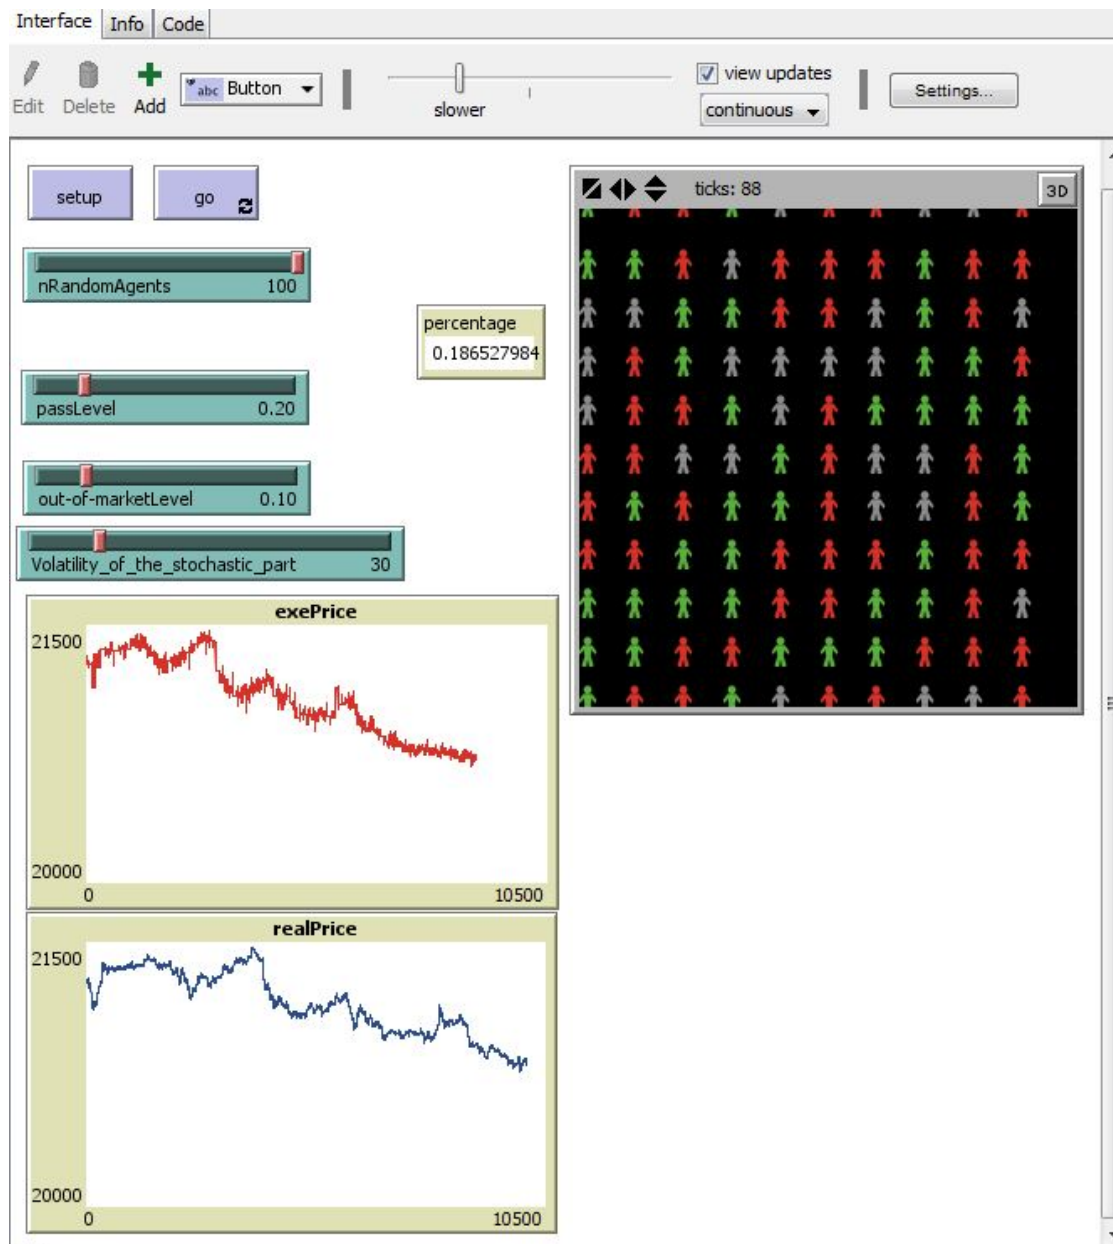 Interface Info Code
Edit Delete Add abc Button slower view updates continuous Settings...
setup go
ticks: 88 3D
nRandomAgents 100
percentage
0.186527984
passLevel 0.20
out-of-marketLevel 0.10
Volatility_of_the_stochastic_part 30
exePrice
21500
20000
0 10500
realPrice
21500
20000
0 10500